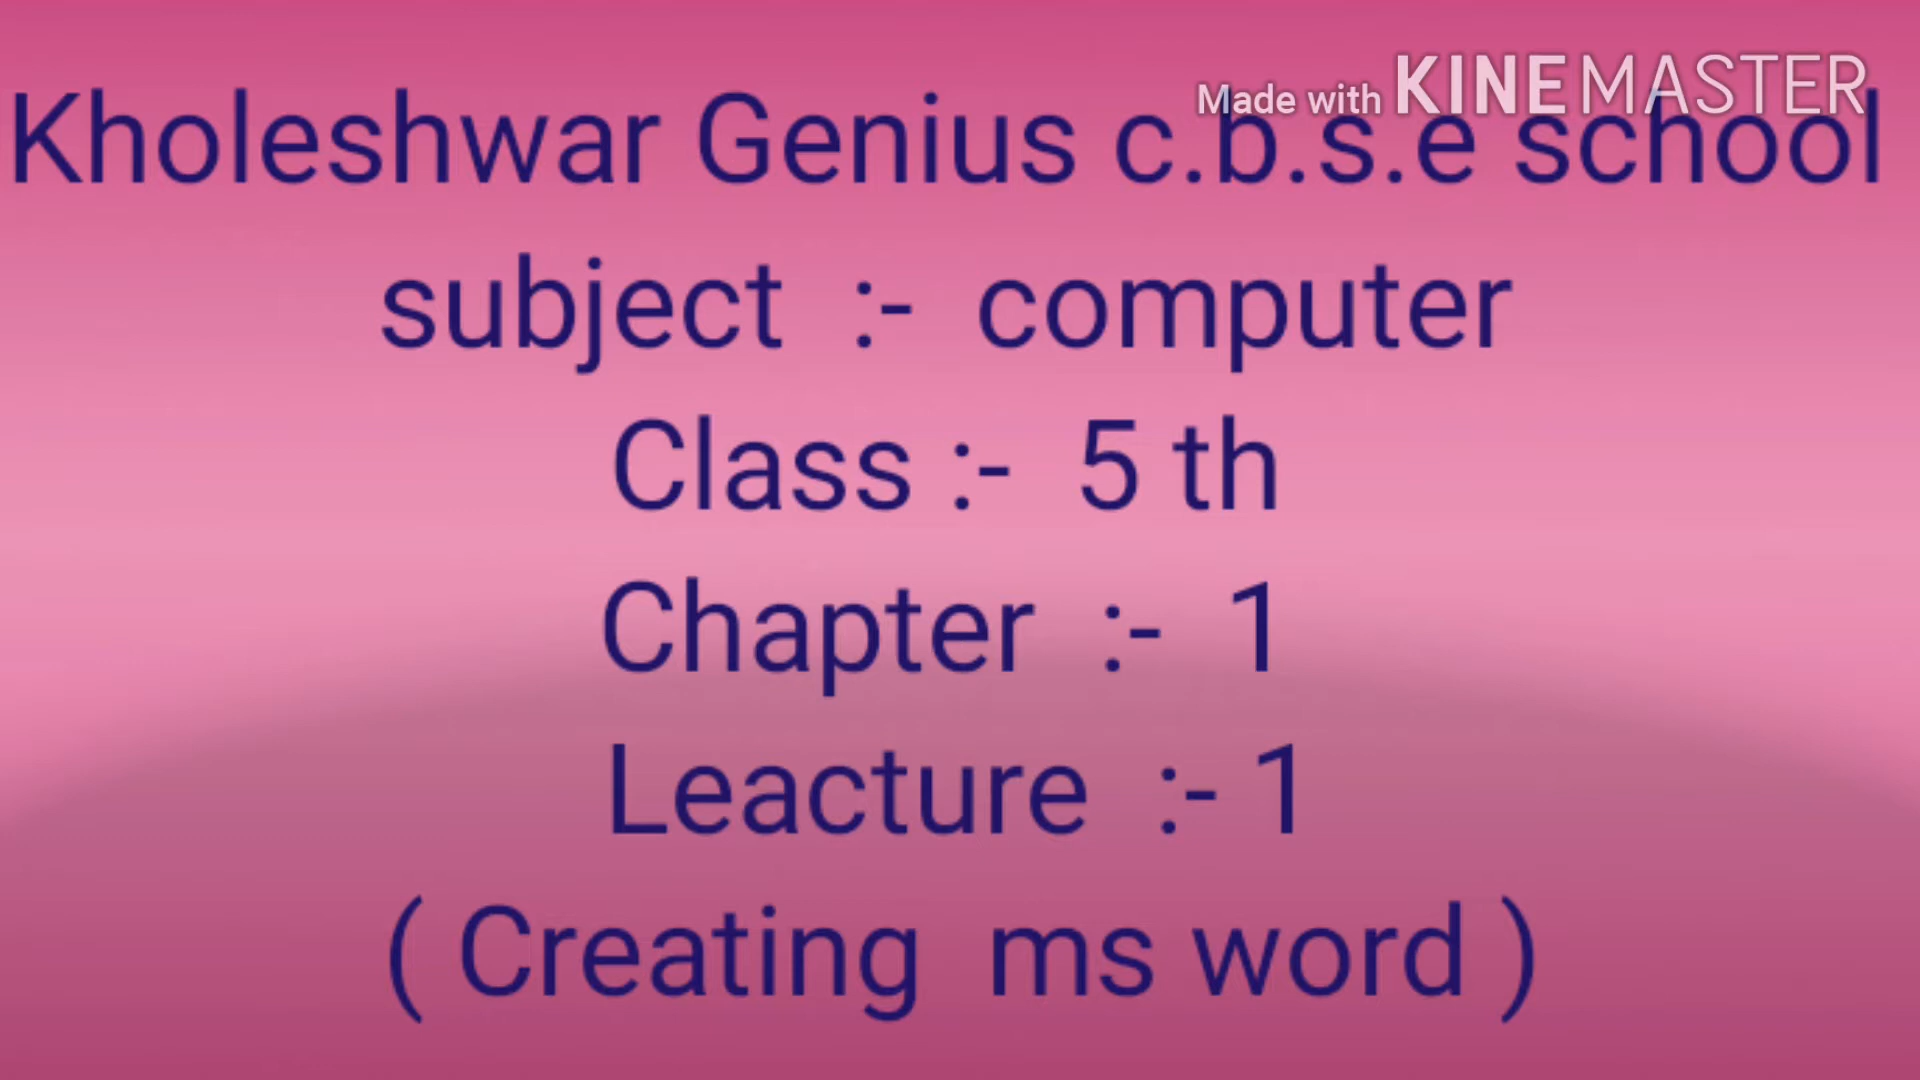 Made with KINEMASTER
Kholeshwar Genius c.b.s.e school
subject :- computer
Class :- 5 th
Chapter :- 1
Leacture :- 1
( Creating ms word )